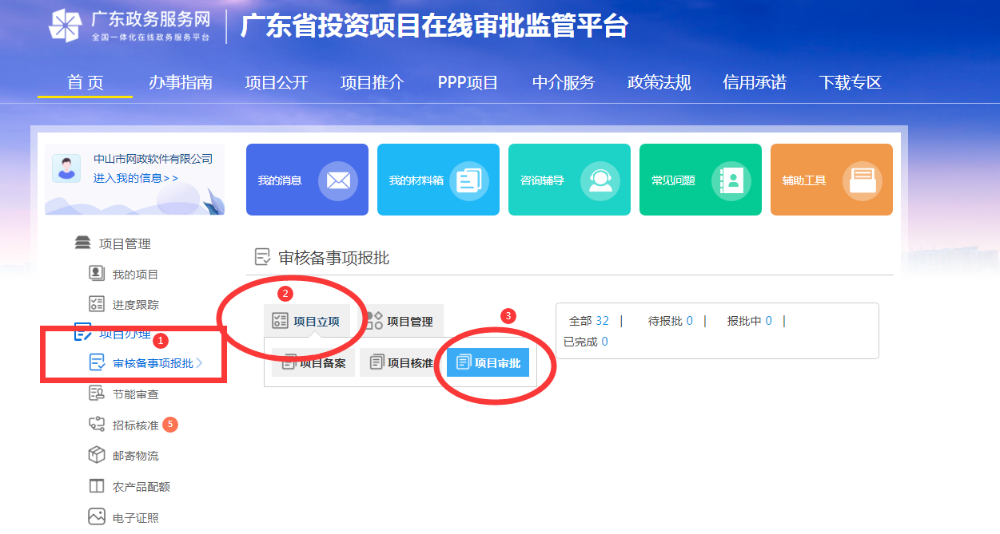 广东政务服务网
全国一体化在线政务服务平台
广东省投资项目在线审批监管平台
首 页 办事指南 项目公开 项目推介 PPP项目 中介服务 政策法规 信用承诺 下载专区
中山市网政软件有限公司
进入我的信息>>
我的消息 我的材料箱 咨询辅导 常见问题 辅助工具
项目管理
我的项目
进度跟踪
项目办理
1
审核备事项报批
节能审查
招标核准 5
邮寄物流
农产品配额
电子证照
审核备事项报批
2
3
项目立项 项目管理
项目备案 项目核准 项目审批
全部 32 | 待报批 0 | 报批中 0 |
已完成 0